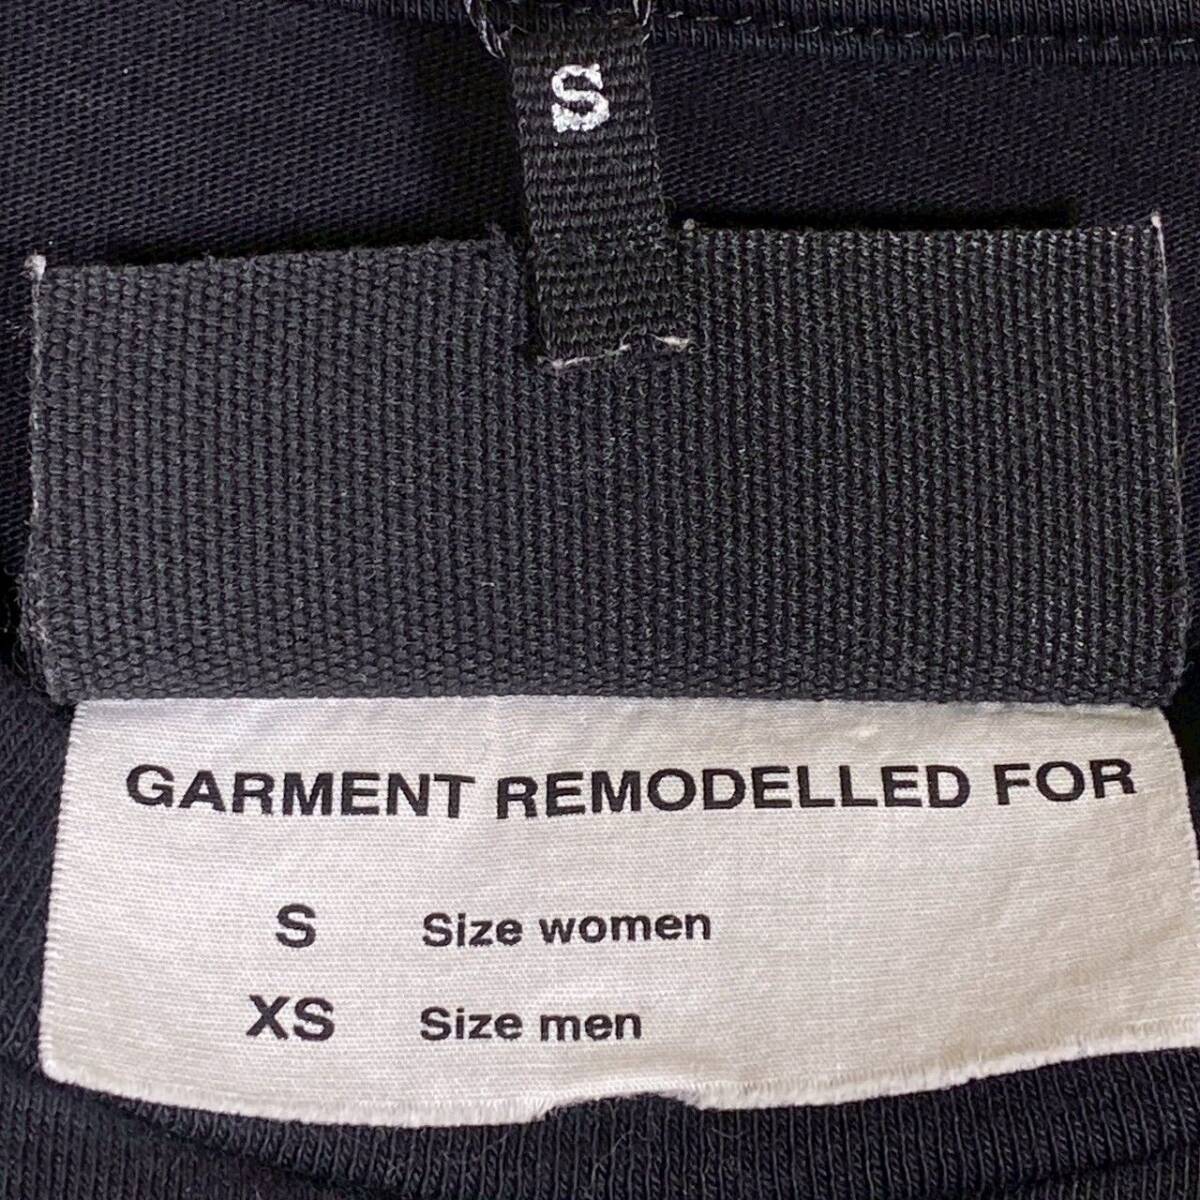 S
GARMENT REMODELLED FOR
S Size women
XS Size men